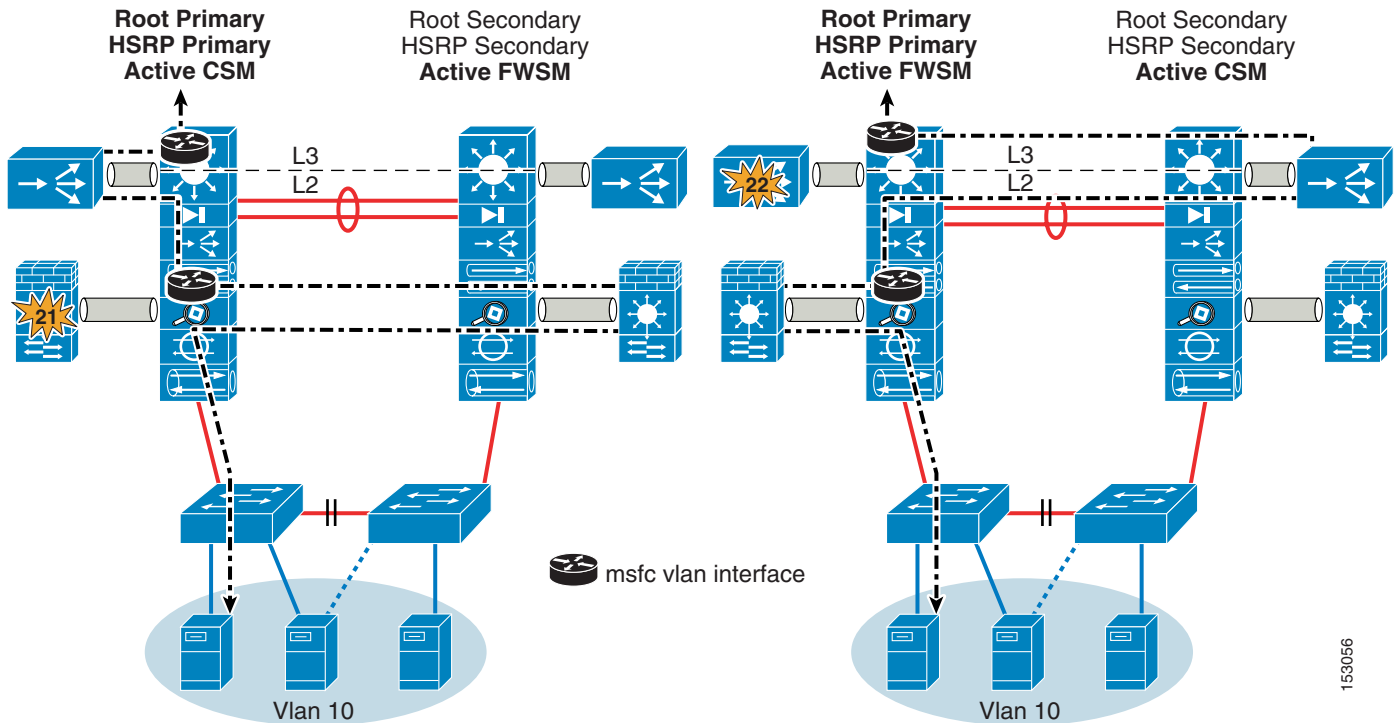 Root Primary
HSRP Primary
Active CSM
Root Secondary
HSRP Secondary
Active FWSM
Root Primary
HSRP Primary
Active FWSM
Root Secondary
HSRP Secondary
Active CSM
L3
L2
L3
L2
22
21
msfc vlan interface
Vlan 10
Vlan 10
153056